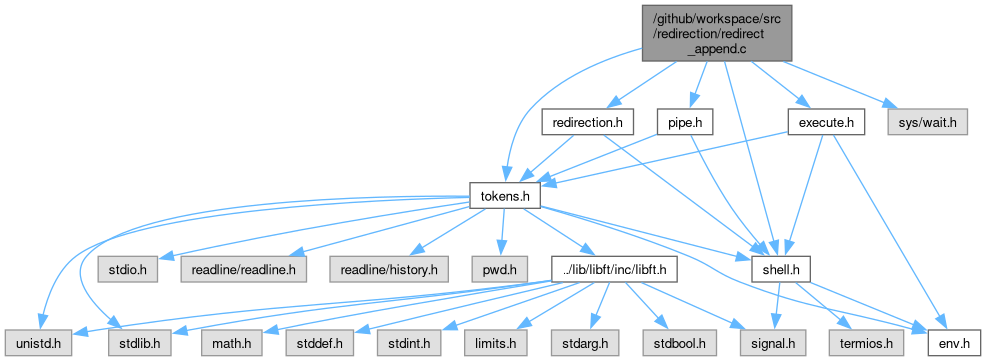 /github/workspace/src
/redirection/redirect
_append.c
redirection.h
pipe.h
execute.h
sys/wait.h
tokens.h
stdio.h
readline/readline.h
readline/history.h
pwd.h
../lib/libft/inc/libft.h
shell.h
unistd.h
stdlib.h
math.h
stddef.h
stdint.h
limits.h
stdarg.h
stdbool.h
signal.h
termios.h
env.h